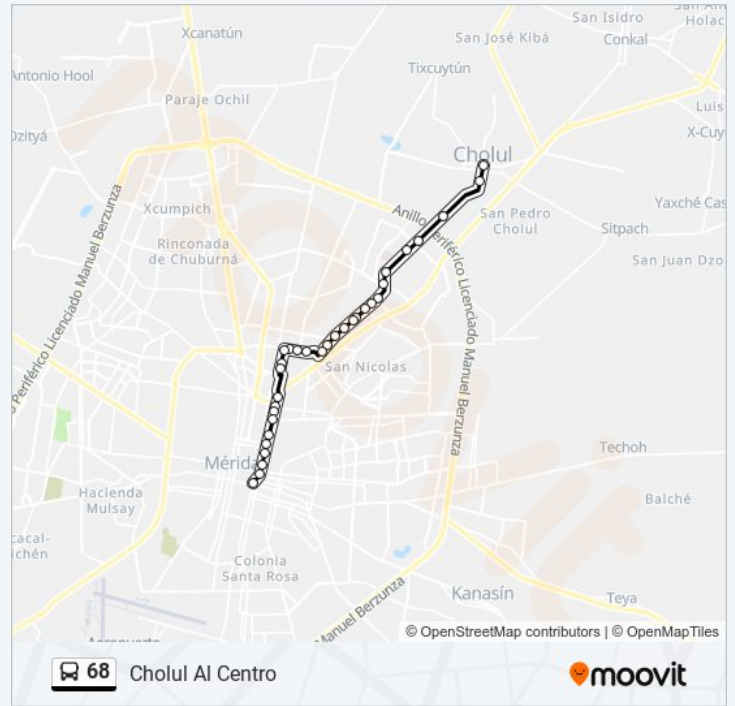 Xcanatún
San Isidro
San José Kibá
Conkal
Holac
Antonio Hool
Tixcuytún
Paraje Ochil
Luis
Dzityá
X-Cuy
Cholul
Anillo Periférico Licenciado Manuel Berzunza
Xcumpich
San Pedro
Cholul
Yaxché Cas
Sitpach
Rinconada
de Chuburná
San Juan Dzo
o Periférico Licenciado Manuel Berzunza
San Nicolas
Techoh
Mérida
Hacienda
Mulsay
Balché
cacal-
ichén
Colonia
Santa Rosa
Kanasín
Teya
Manuel Berzunza
Aeropuerto
© OpenStreetMap contributors | © OpenMapTiles
68 Cholul Al Centro
moovit